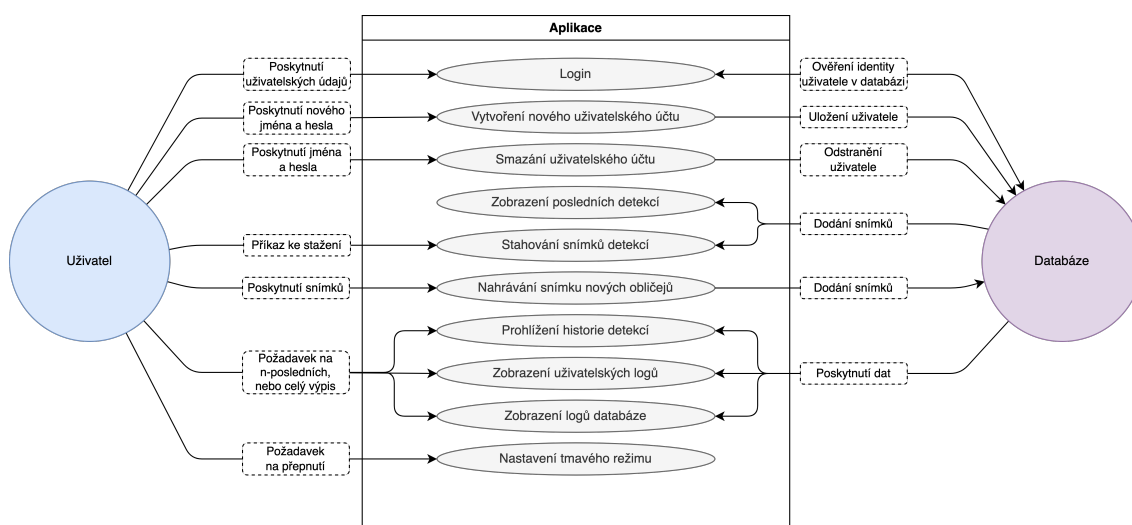 Aplikace
Poskytnutí
uživatelských údajů
Login
Ověření identity
uživatele v databázi
Poskytnutí nového
jména a hesla
Vytvoření nového uživatelského účtu
Uložení uživatele
Poskytnutí jména
a hesla
Smazání uživatelského účtu
Odstranění
uživatele
Zobrazení posledních detekcí
Dodání snímků
Příkaz ke stažení
Stahování snímků detekcí
Uživatel
Databáze
Poskytnutí snímků
Nahrávání snímku nových obličejů
Dodání snímků
Prohlížení historie detekcí
Požadavek na
n-posledních,
nebo celý výpis
Zobrazení uživatelských logů
Poskytnutí dat
Zobrazení logů databáze
Požadavek
na přepnutí
Nastavení tmavého režimu